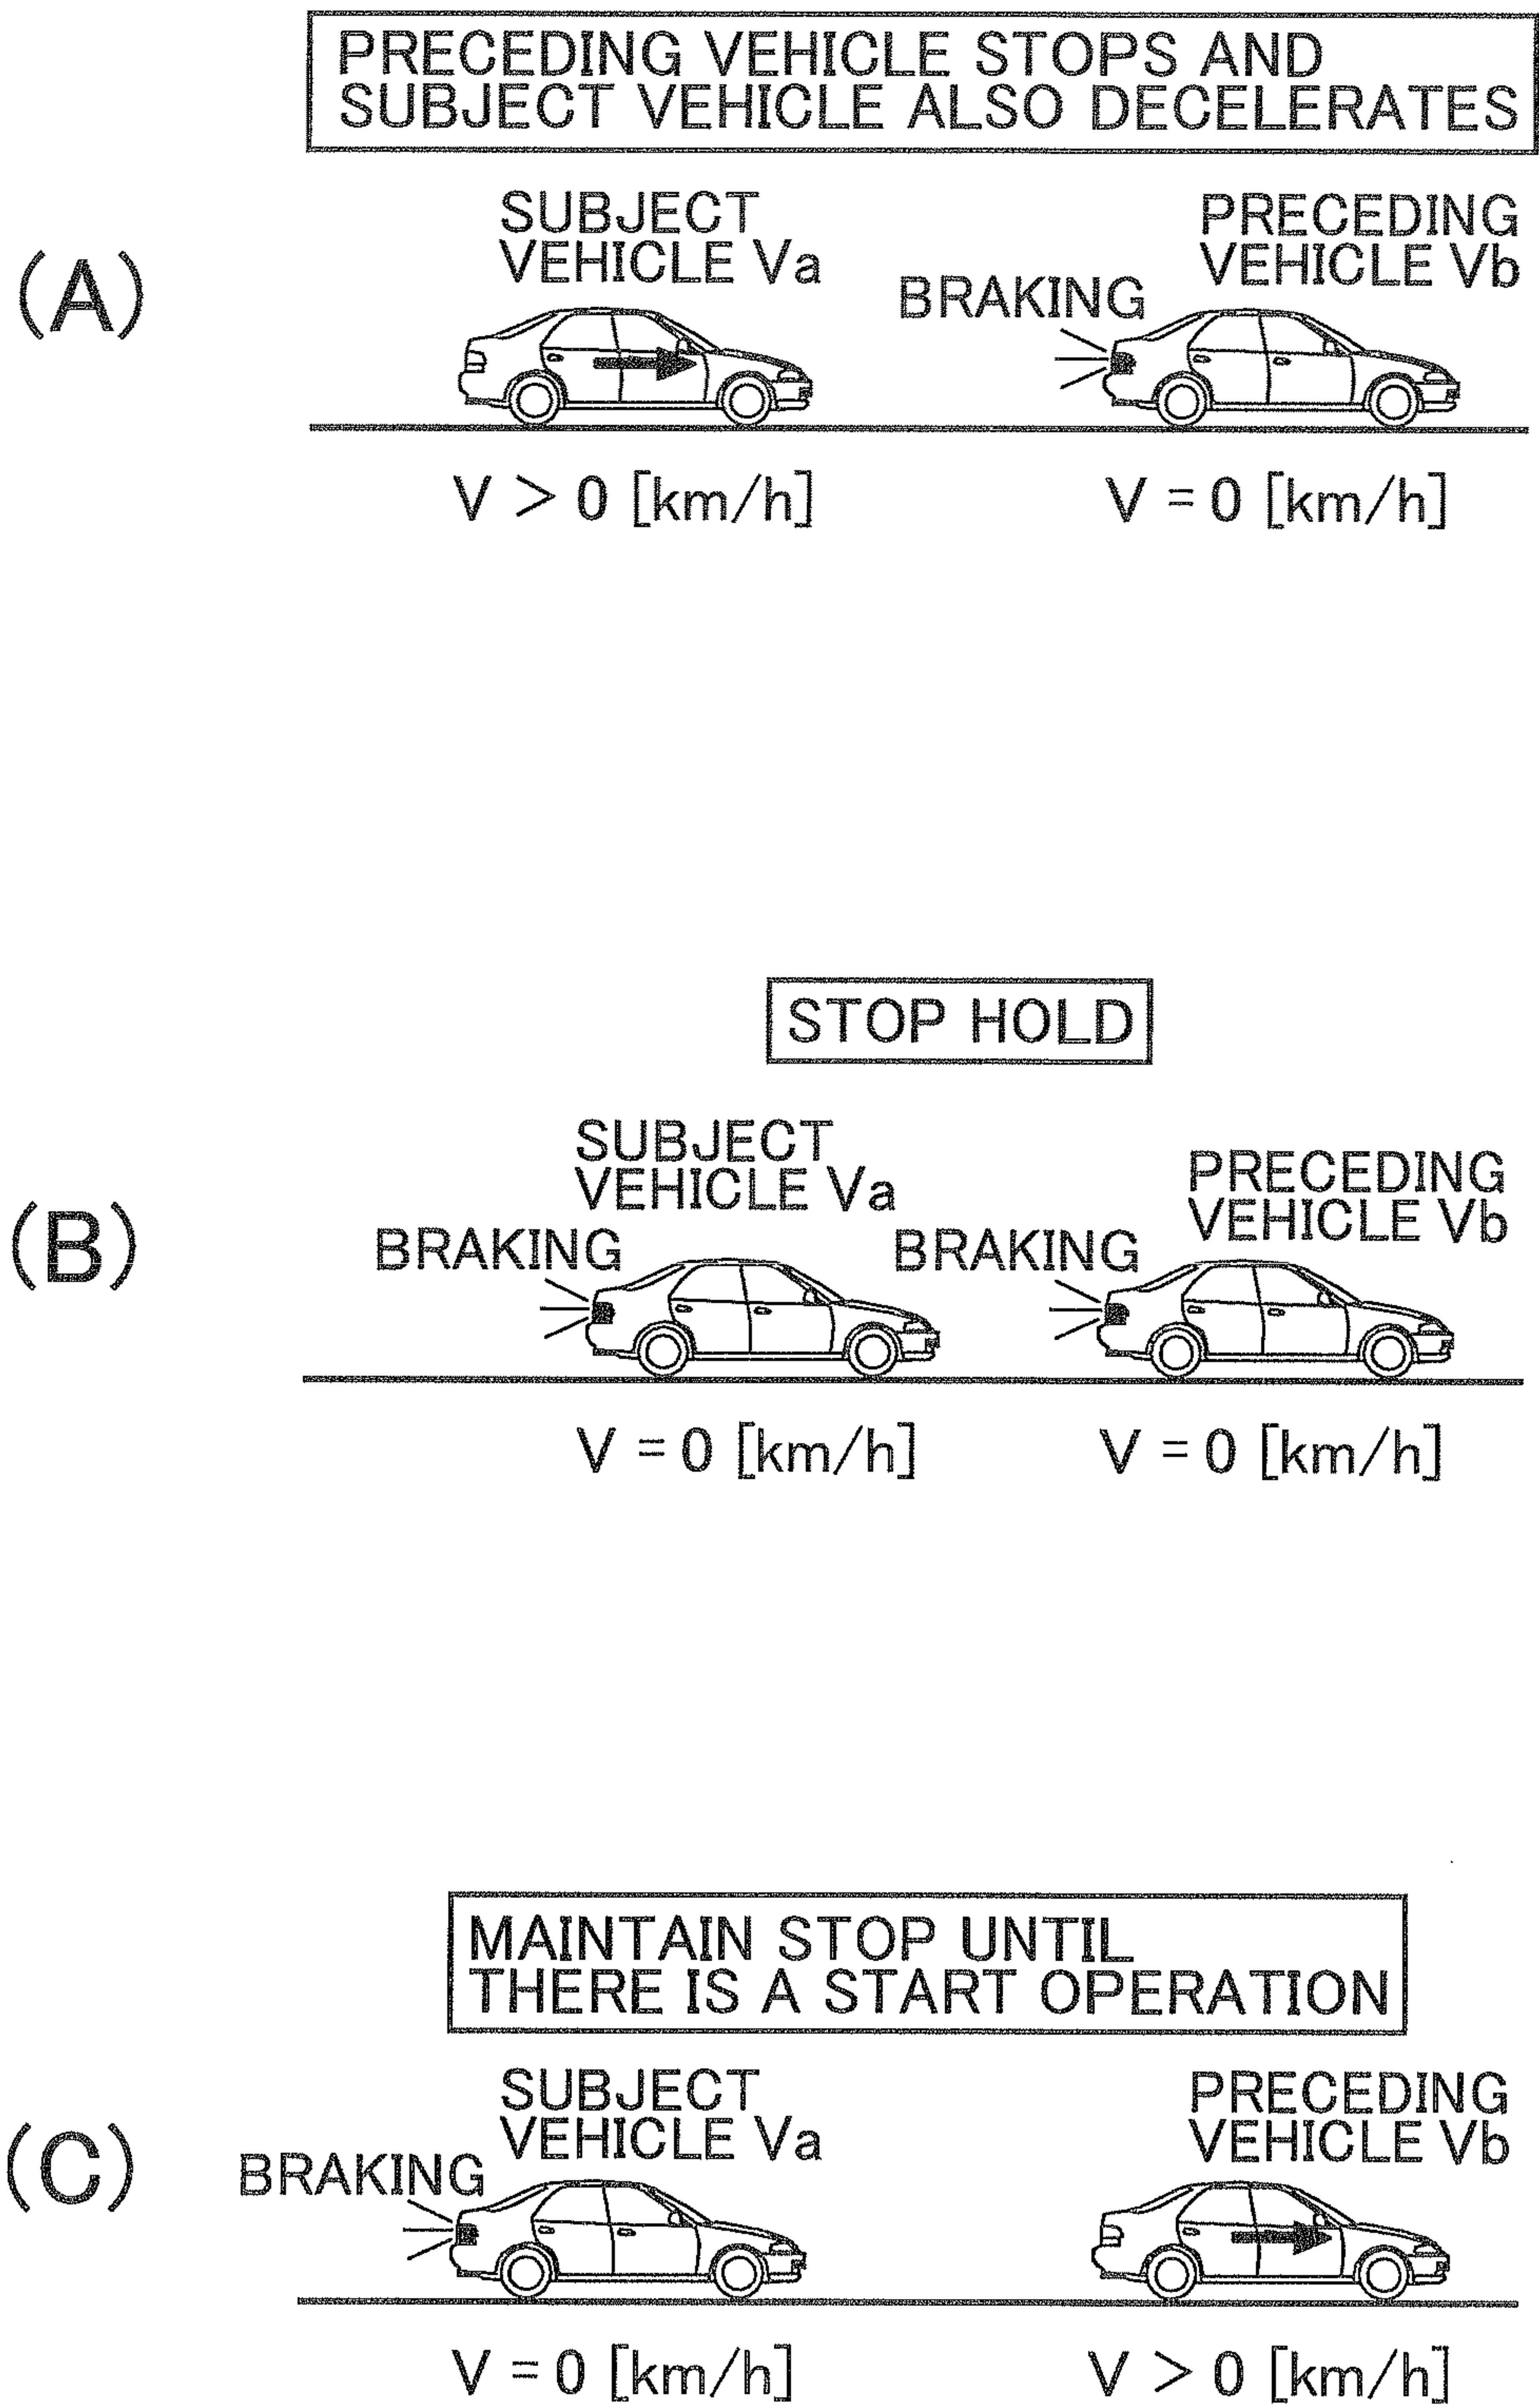 PRECEDING VEHICLE STOPS AND
SUBJECT VEHICLE ALSO DECELERATES
(A)
SUBJECT
VEHICLE Va
BRAKING
PRECEDING
VEHICLE Vb
V > 0 [km/h]
V = 0 [km/h]
STOP HOLD
(B)
BRAKING
SUBJECT
VEHICLE Va
BRAKING
PRECEDING
VEHICLE Vb
V = 0 [km/h]
V = 0 [km/h]
MAINTAIN STOP UNTIL
THERE IS A START OPERATION
(C)
BRAKING
SUBJECT
VEHICLE Va
PRECEDING
VEHICLE Vb
V = 0 [km/h]
V > 0 [km/h]